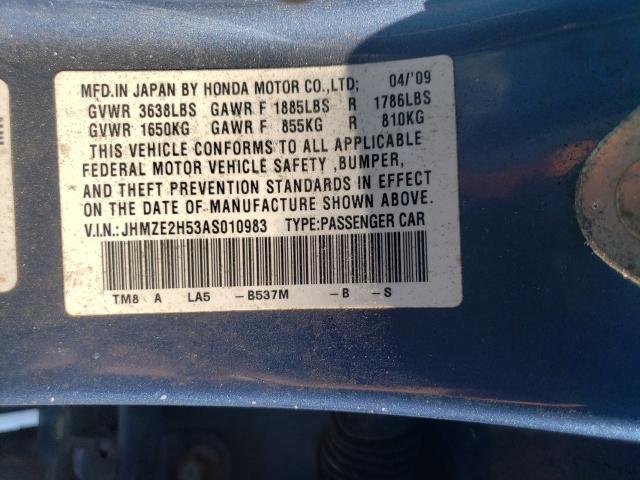 MFD.IN JAPAN BY HONDA MOTOR CO.,LTD; 04/'09
GVWR 3638LBS GAWR F 1885LBS R 1786LBS
GVWR 1650KG GAWR F 855KG R 810KG
THIS VEHICLE CONFORMS TO ALL APPLICABLE
FEDERAL MOTOR VEHICLE SAFETY ,BUMPER,
AND THEFT PREVENTION STANDARDS IN EFFECT
ON THE DATE OF MANUFACTURE SHOWN ABOVE.
V.I.N.:JHMZE2H53AS010983 TYPE:PASSENGER CAR
TM8 A LA5 -B537M -B -S